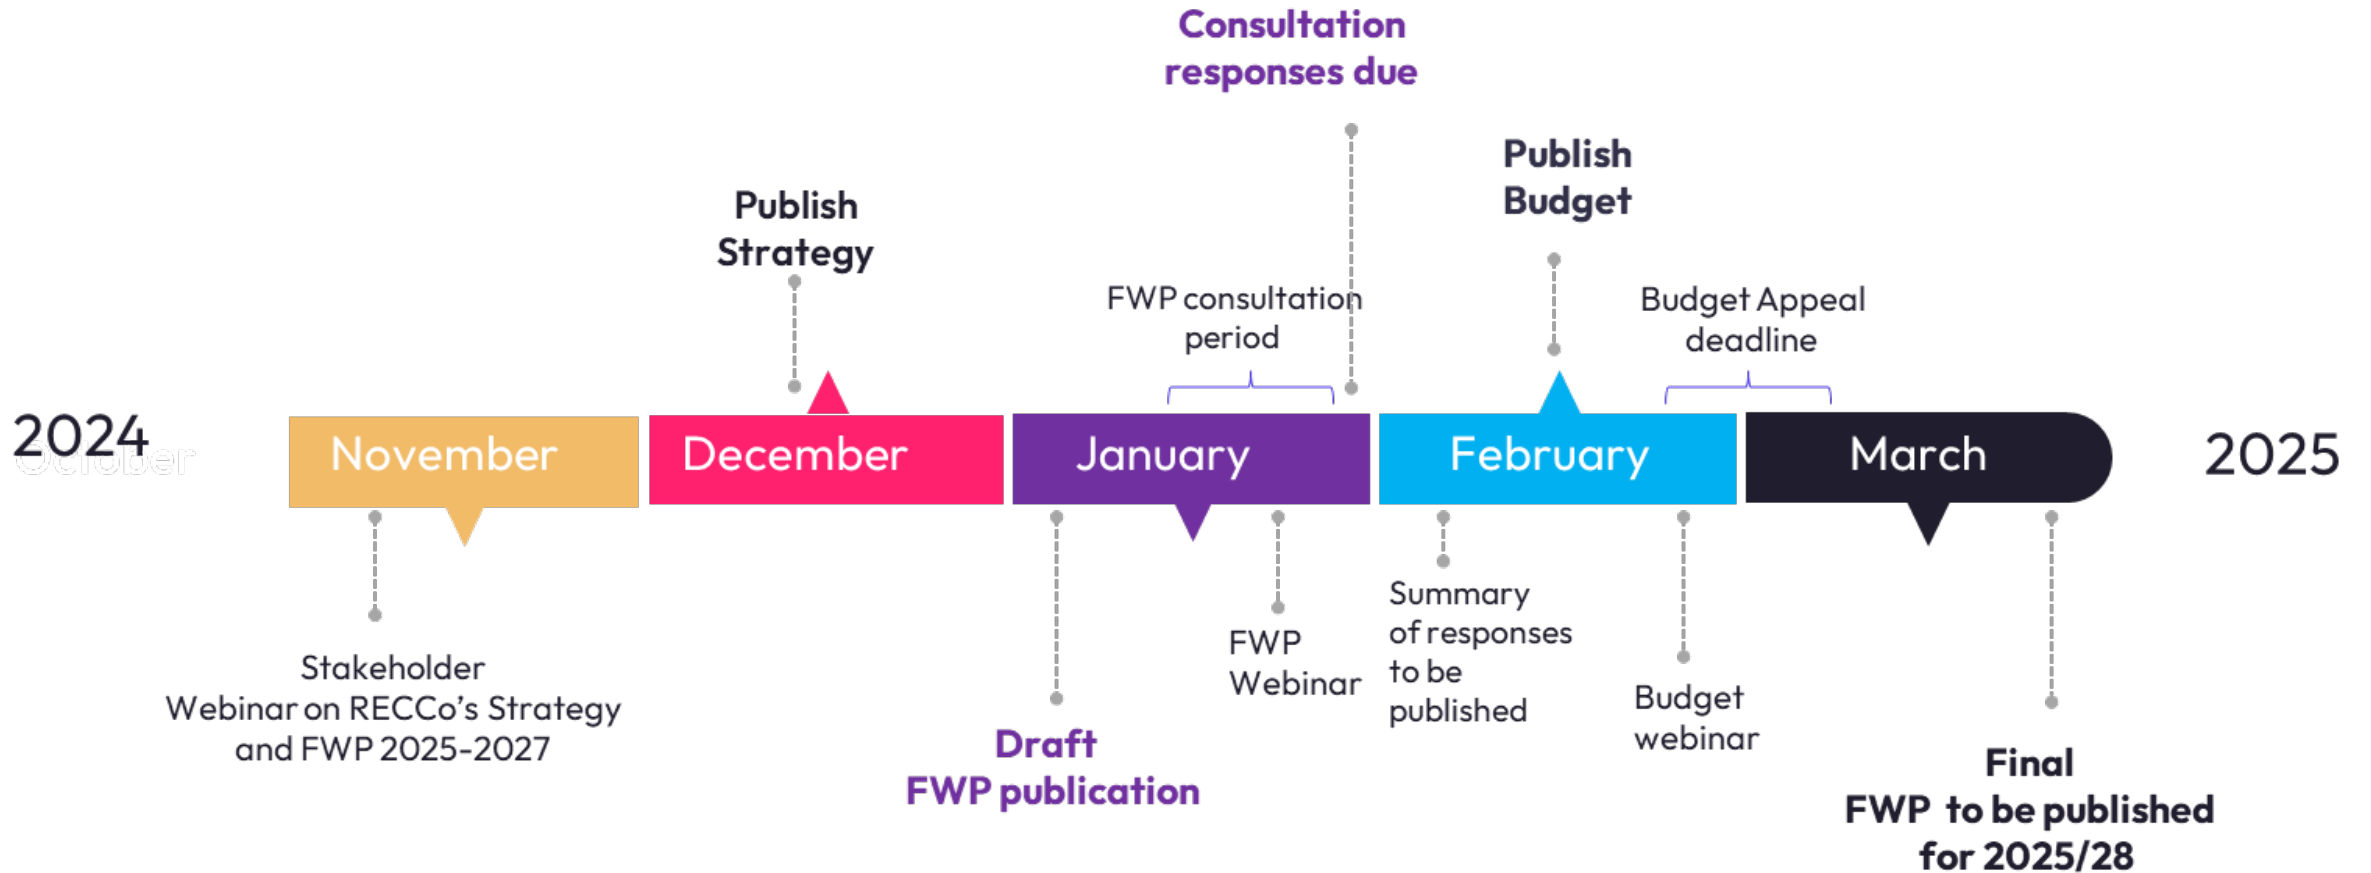 Consultation
responses due
Publish
Budget
Publish
Strategy
FWP consultation
period
Budget Appeal
deadline
2024
October
November
December
January
February
March
2025
Stakeholder
Webinar on RECCo’s Strategy
and FWP 2025-2027
Draft
FWP publication
FWP
Webinar
Summary
of responses
to be
published
Budget
webinar
Final
FWP to be published
for 2025/28